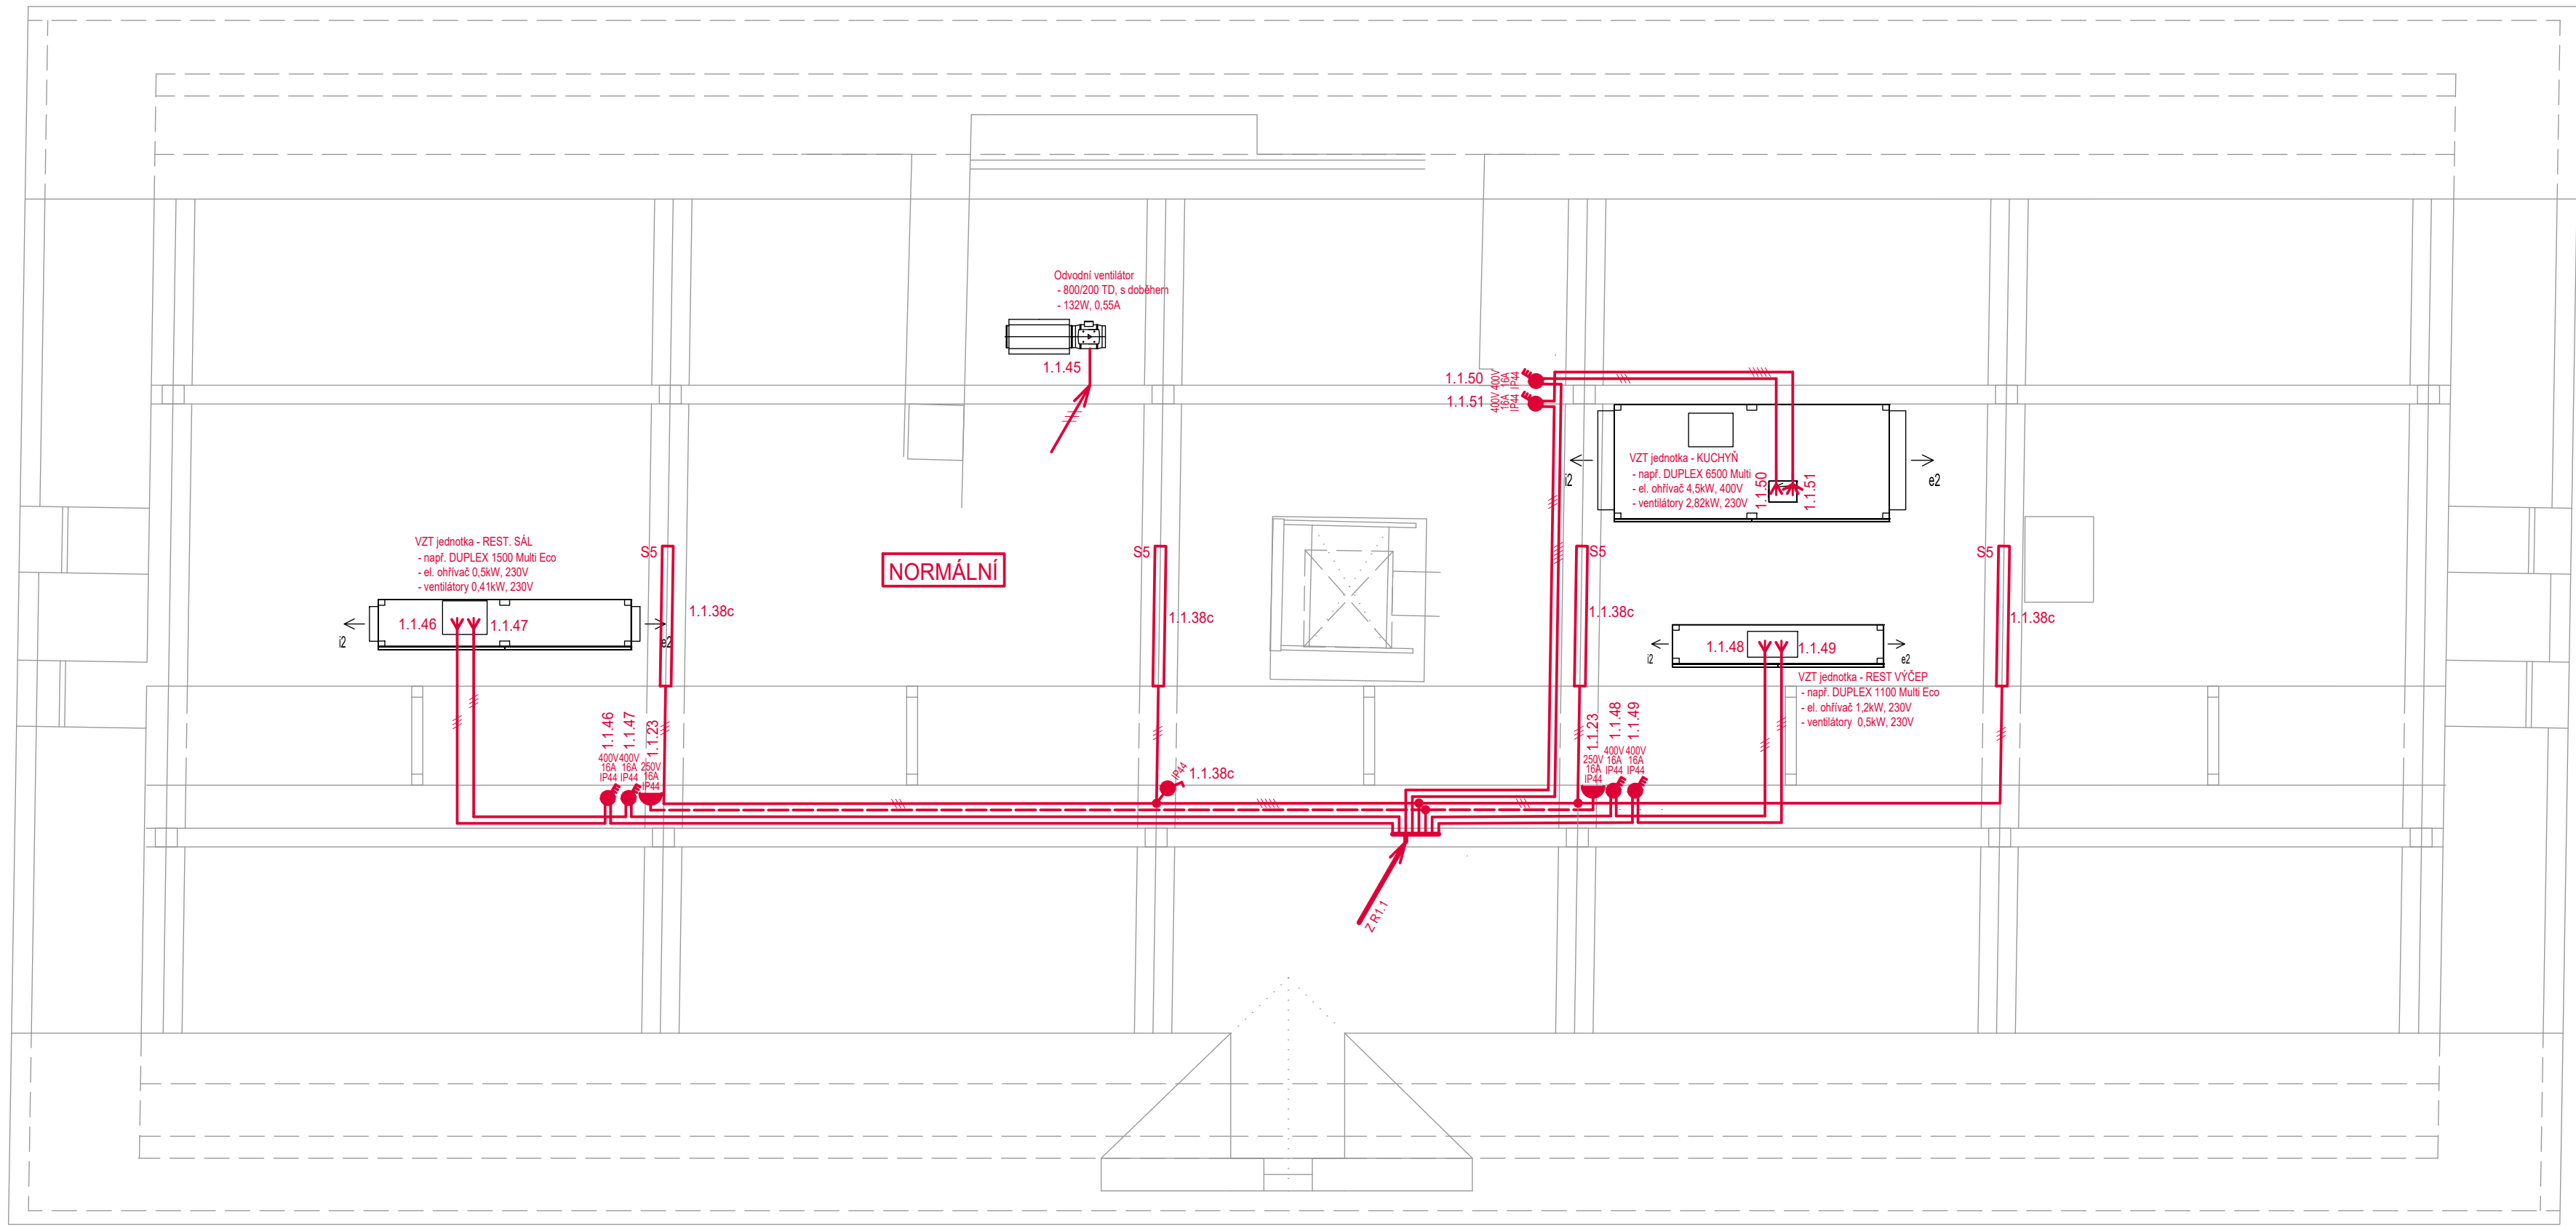 Odvodní ventilátor
- 800/200 TD, s doběhem
- 132W, 0,55A
1.1.45
1.1.50
400V
16A
IP44
1.1.51
400V
16A
IP44
VZT jednotka - KUCHYŇ
- např. DUPLEX 6500 Multi
- el. ohřívač 4,5kW, 400V
- ventilátory 2,82kW, 230V
1.1.50
1.1.51
i2
e2
VZT jednotka - REST. SÁL
- např. DUPLEX 1500 Multi Eco
- el. ohřívač 0,5kW, 230V
- ventilátory 0,41kW, 230V
1.1.46
1.1.47
i2
e2
S5
1.1.38c
NORMÁLNÍ
S5
1.1.38c
S5
1.1.38c
S5
1.1.38c
1.1.48
1.1.49
i2
e2
VZT jednotka - REST VÝČEP
- např. DUPLEX 1100 Multi Eco
- el. ohřívač 1,2kW, 230V
- ventilátory 0,5kW, 230V
1.1.46
400V
16A
IP44
1.1.47
400V
16A
IP44
1.1.23
250V
16A
IP44
IP44
1.1.38c
1.1.23
250V
16A
IP44
1.1.48
400V
16A
IP44
1.1.49
400V
16A
IP44
Z R1.1